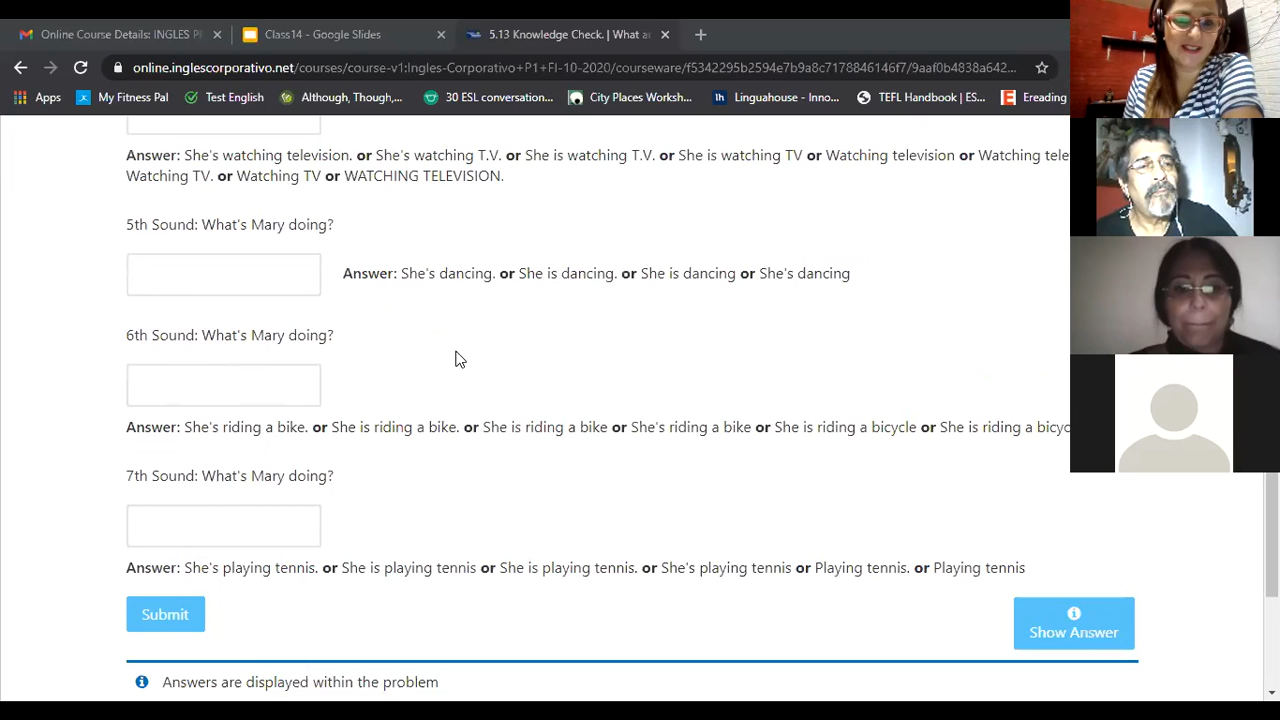 Online Course Details: INGLES P
Class14 - Google Slides
5.13 Knowledge Check. | What a
online.inglescorporativo.net/courses/course-v1:Ingles-Corporativo+P1+EI-10-2020/courseware/f5342295b2594e7b9a8c7178846146f7/9aaf0b4838a642...
Apps
My Fitness Pal
Test English
Although, Though,...
30 ESL Conversation...
City Places Worksh...
Linguahouse - Inno...
TEFL Handbook | ES...
Ereading
Answer: She's watching television. or She's watching T.V. or She is watching T.V. or She is watching TV or Watching television or Watching tele
Watching TV. or Watching TV or WATCHING TELEVISION.
5th Sound: What's Mary doing?
Answer: She's dancing. or She is dancing. or She is dancing or She's dancing
6th Sound: What's Mary doing?
Answer: She's riding a bike. or She is riding a bike. or She is riding a bike or She's riding a bike or She is riding a bicycle or She is riding a bicyc
7th Sound: What's Mary doing?
Answer: She's playing tennis. or She is playing tennis or She is playing tennis. or She's playing tennis or Playing tennis. or Playing tennis
Submit
Show Answer
Answers are displayed within the problem